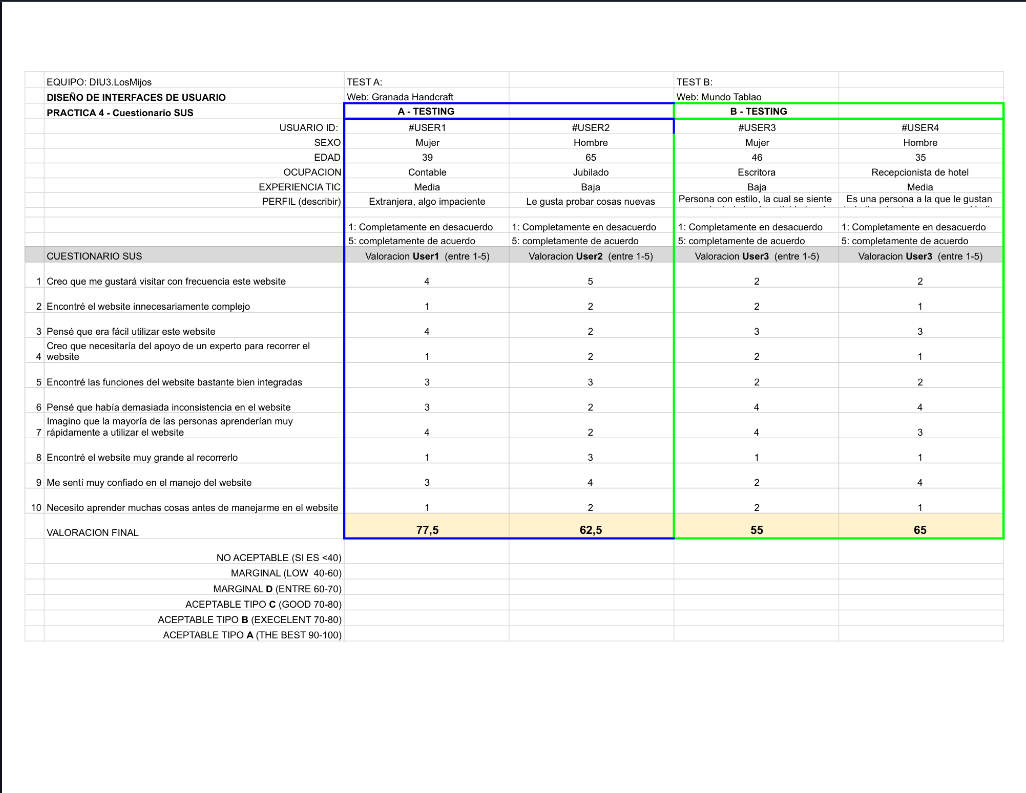 EQUIPO: DIU3.LosMijos TEST A: TEST B:
DISEÑO DE INTERFACES DE USUARIO Web: Granada Handcraft Web: Mundo Tablao
PRACTICA 4 - Cuestionario SUS A - TESTING B - TESTING
USUARIO ID: #USER1 #USER2 #USER3 #USER4
SEXO Mujer Hombre Mujer Hombre
EDAD 39 65 46 35
OCUPACION Contable Jubilado Escritora Recepcionista de hotel
EXPERIENCIA TIC Media Baja Baja Media
PERFIL (describir) Extranjera, algo impaciente Le gusta probar cosas nuevas Persona con estilo, la cual se siente Es una persona a la que le gustan
1: Completamente en desacuerdo 1: Completamente en desacuerdo 1: Completamente en desacuerdo 1: Completamente en desacuerdo
5: completamente de acuerdo 5: completamente de acuerdo 5: completamente de acuerdo 5: completamente de acuerdo
CUESTIONARIO SUS Valoracion User1 (entre 1-5) Valoracion User2 (entre 1-5) Valoracion User3 (entre 1-5) Valoracion User3 (entre 1-5)
1 Creo que me gustará visitar con frecuencia este website 4 5 2 2
2 Encontré el website innecesariamente complejo 1 2 2 1
3 Pensé que era fácil utilizar este website 4 2 3 3
Creo que necesitaría del apoyo de un experto para recorrer el
4 website 1 2 2 1
5 Encontré las funciones del website bastante bien integradas 3 3 2 2
6 Pensé que había demasiada inconsistencia en el website 3 2 4 4
Imagino que la mayoría de las personas aprenderían muy
7 rápidamente a utilizar el website 4 2 4 3
8 Encontré el website muy grande al recorrerlo 1 3 1 1
9 Me sentí muy confiado en el manejo del website 3 4 2 4
10 Necesito aprender muchas cosas antes de manejarme en el website 1 2 2 1
VALORACION FINAL 77,5 62,5 55 65
NO ACEPTABLE (SI ES <40)
MARGINAL (LOW 40-60)
MARGINAL D (ENTRE 60-70)
ACEPTABLE TIPO C (GOOD 70-80)
ACEPTABLE TIPO B (EXECELENT 70-80)
ACEPTABLE TIPO A (THE BEST 90-100)